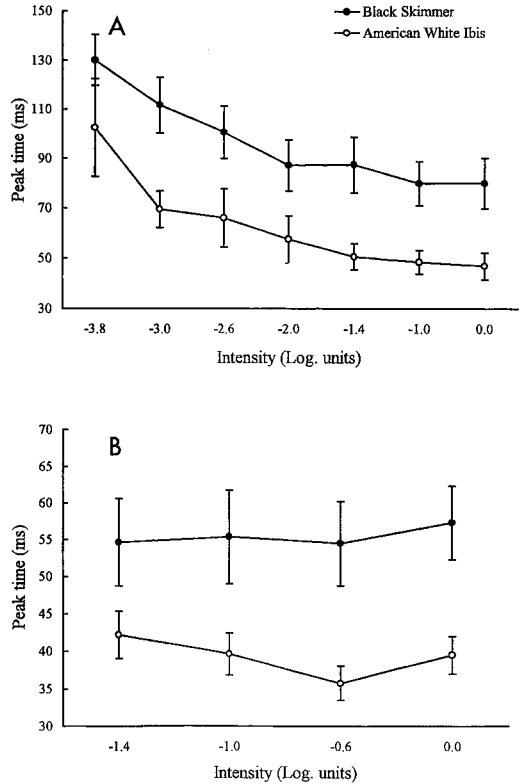 A
Black Skimmer
American White Ibis
150
130
110
90
70
50
30
Peak time (ms)
-3.8 -3.0 -2.6 -2.0 -1.4 -1.0 0.0
Intensity (Log. units)
B
70
65
60
55
50
45
40
35
30
Peak time (ms)
-1.4 -1.0 -0.6 0.0
Intensity (Log. units)